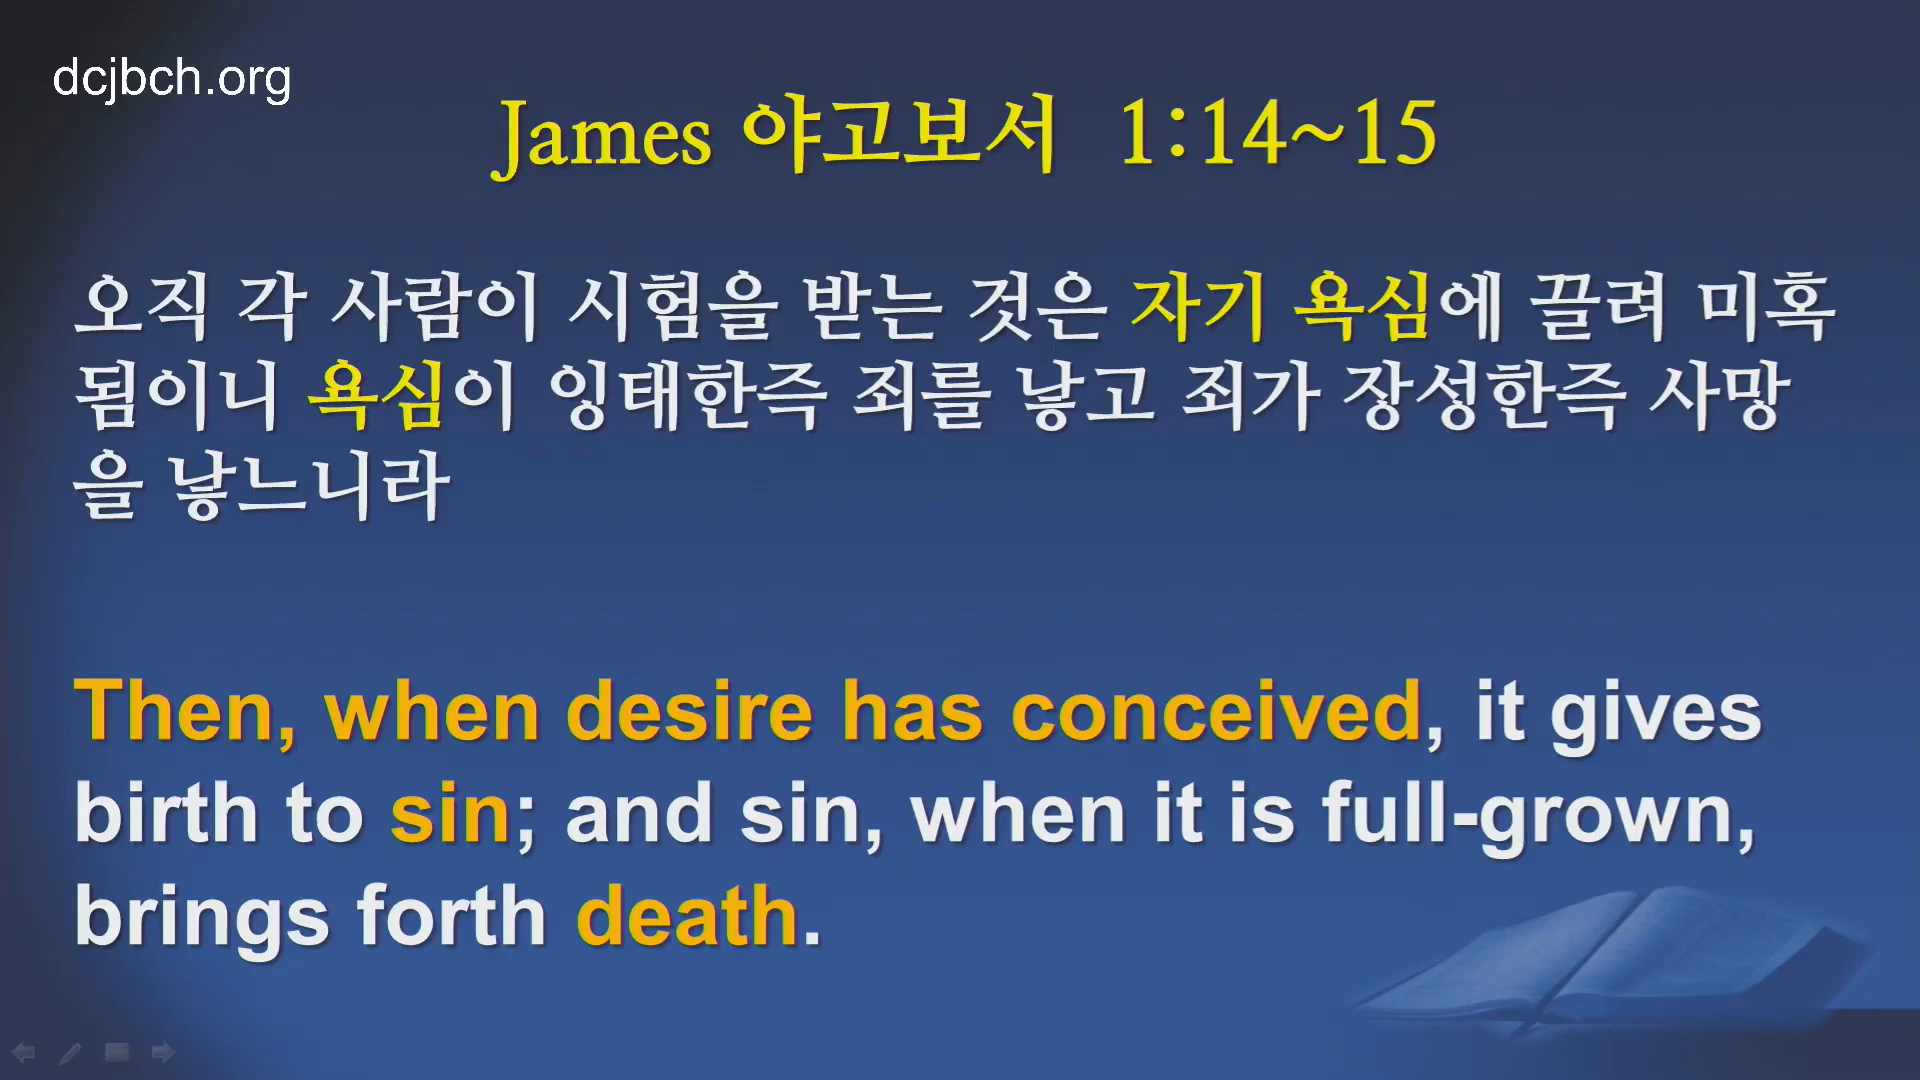 dcjbch.org
James 야고보서 1:14~15
오직 각 사람이 시험을 받는 것은 자기 욕심에 끌려 미혹
됨이니 욕심이 잉태한즉 죄를 낳고 죄가 장성한즉 사망
을 낳느니라
Then, when desire has conceived, it gives
birth to sin; and sin, when it is full-grown,
brings forth death.